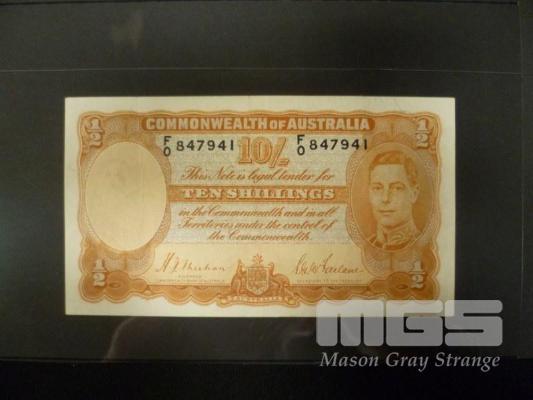 COMMONWEALTH OF AUSTRALIA
1/2 F/0 847941 10/- F/0 847941 1/2
This Note is legal tender for
TEN SHILLINGS
in the Commonwealth and in all
Territories under the control of
the Commonwealth.
1/2 1/2
AUSTRALIA
MGS
Mason Gray Strange